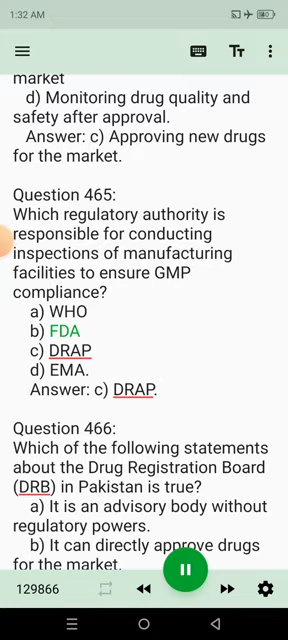 1:32 AM
market
d) Monitoring drug quality and
safety after approval.
Answer: c) Approving new drugs
for the market.
Question 465:
Which regulatory authority is
responsible for conducting
inspections of manufacturing
facilities to ensure GMP
compliance?
a) WHO
b) FDA
c) DRAP
d) EMA.
Answer: c) DRAP.
Question 466:
Which of the following statements
about the Drug Registration Board
(DRB) in Pakistan is true?
a) It is an advisory body without
regulatory powers.
b) It can directly approve drugs
for the market.
129866